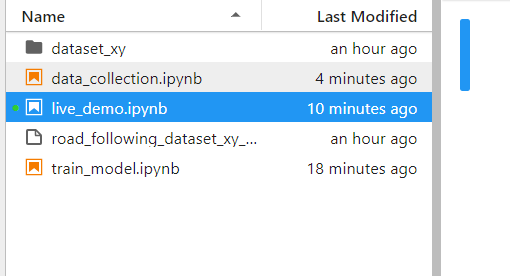 Name Last Modified
dataset_xy an hour ago
data_collection.ipynb 4 minutes ago
live_demo.ipynb 10 minutes ago
road_following_dataset_xy_... an hour ago
train_model.ipynb 18 minutes ago